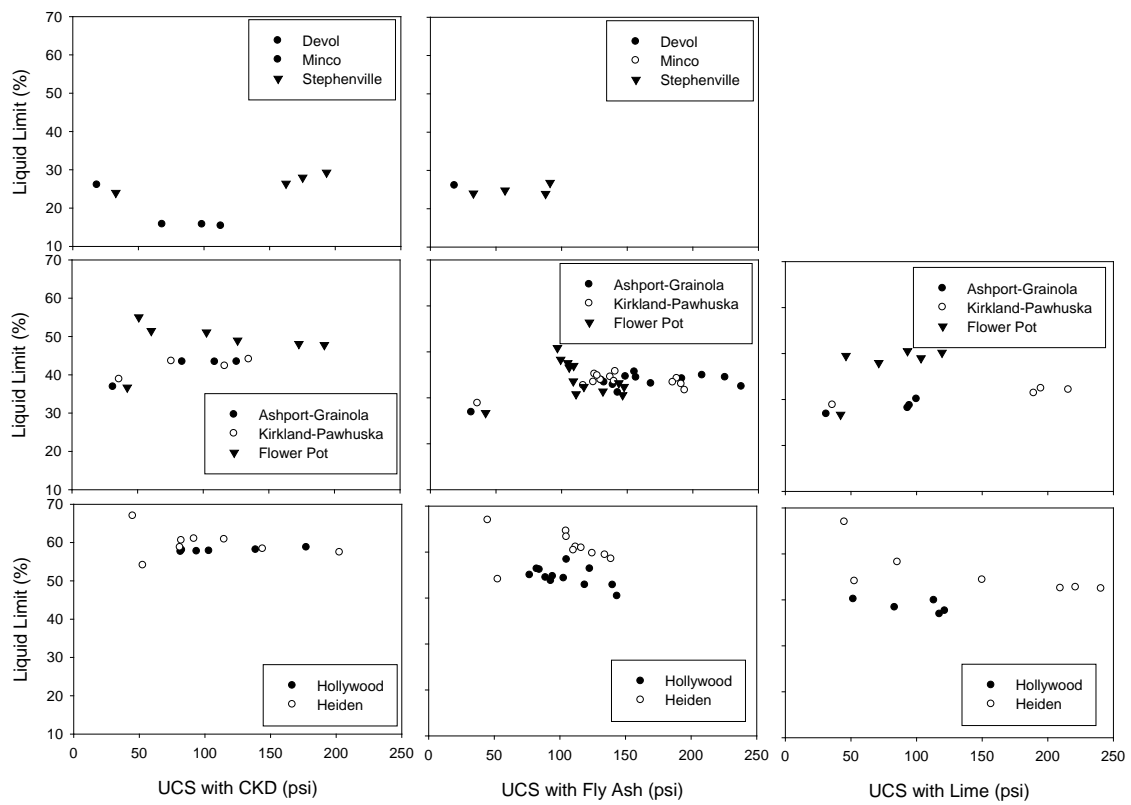 70
60
50
40
30
20
10
Liquid Limit (%)
Devol
Minco
Stephenville
Devol
Minco
Stephenville
70
60
50
40
30
20
10
Liquid Limit (%)
Ashport-Grainola
Kirkland-Pawhuska
Flower Pot
Ashport-Grainola
Kirkland-Pawhuska
Flower Pot
Ashport-Grainola
Kirkland-Pawhuska
Flower Pot
70
60
50
40
30
20
10
Liquid Limit (%)
Hollywood
Heiden
Hollywood
Heiden
Hollywood
Heiden
0 50 100 150 200 250
0 50 100 150 200 250
0 50 100 150 200 250
UCS with CKD (psi)
UCS with Fly Ash (psi)
UCS with Lime (psi)